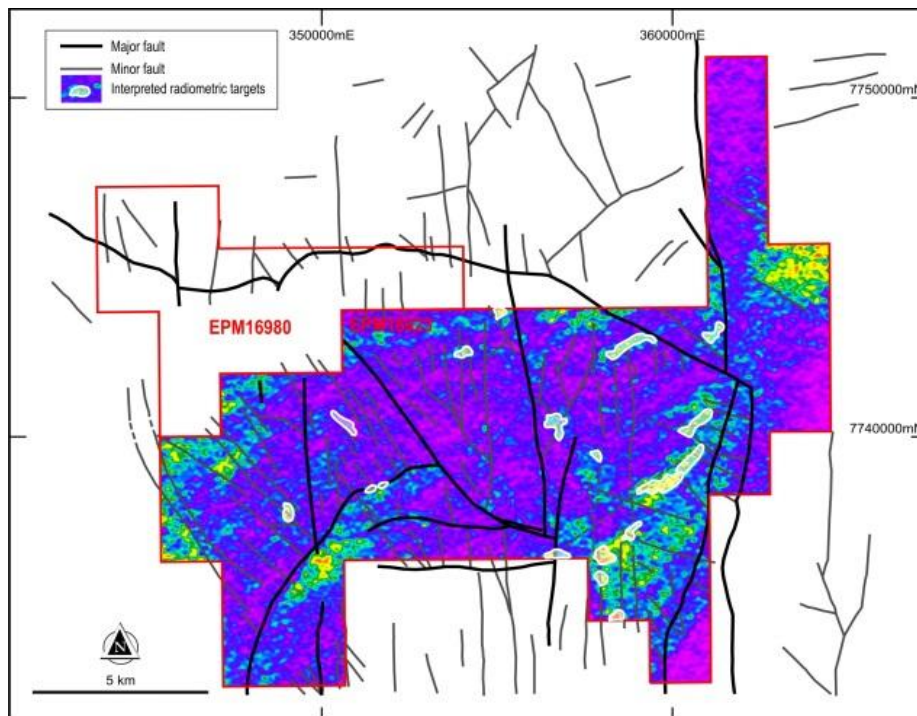 350000mE 360000mE
Major fault
Minor fault
Interpreted radiometric targets
7750000mN
EPM16980
7740000mN
N
5 km